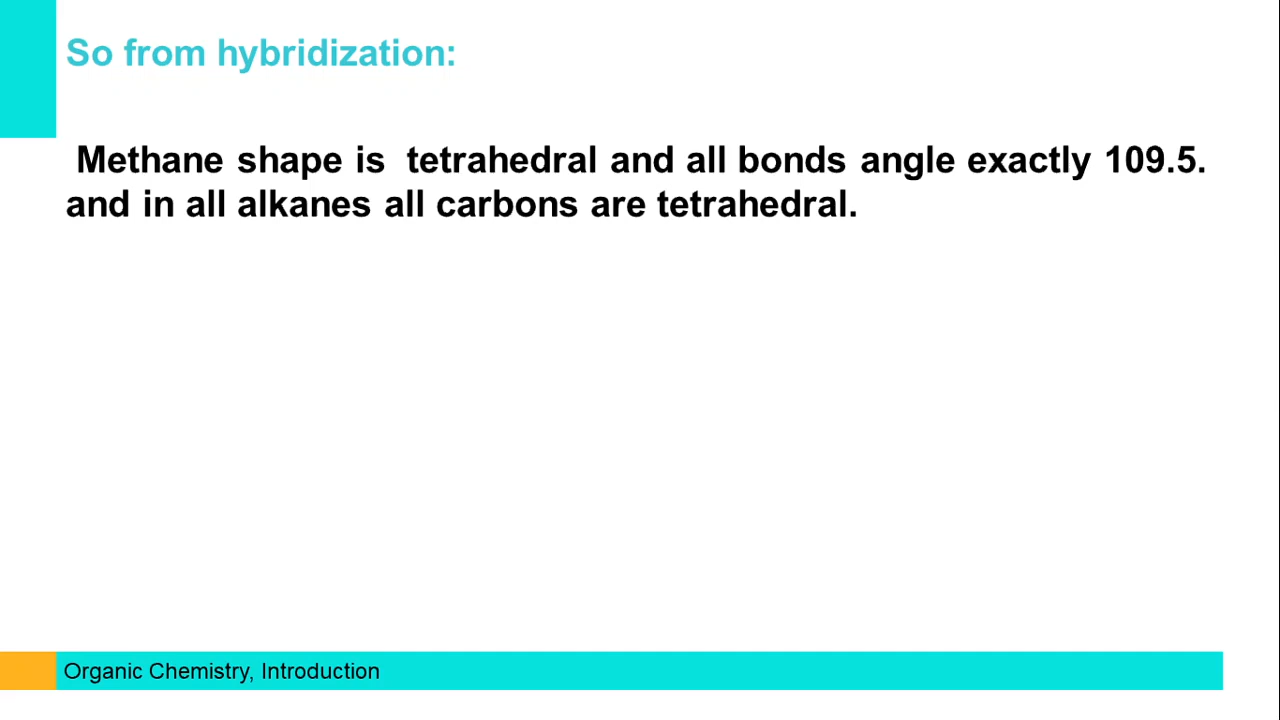 So from hybridization:
Methane shape is tetrahedral and all bonds angle exactly 109.5.
and in all alkanes all carbons are tetrahedral.
Organic Chemistry, Introduction